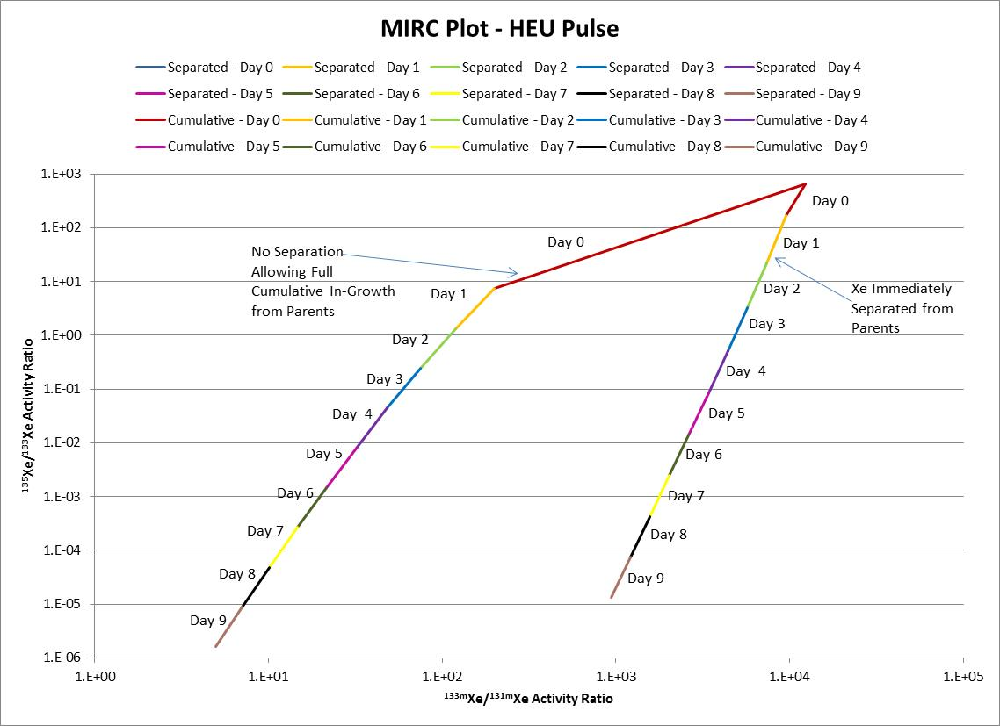 MIRC Plot - HEU Pulse
Separated - Day 0 Separated - Day 1 Separated - Day 2 Separated - Day 3 Separated - Day 4
Separated - Day 5 Separated - Day 6 Separated - Day 7 Separated - Day 8 Separated - Day 9
Cumulative - Day 0 Cumulative - Day 1 Cumulative - Day 2 Cumulative - Day 3 Cumulative - Day 4
Cumulative - Day 5 Cumulative - Day 6 Cumulative - Day 7 Cumulative - Day 8 Cumulative - Day 9
1.E+03
1.E+02
1.E+01
1.E+00
1.E-01
1.E-02
1.E-03
1.E-04
1.E-05
1.E-06
¹³⁵Xe/¹³³Xe Activity Ratio
No Separation
Allowing Full
Cumulative In-Growth
from Parents
Day 0
Day 1
Day 2
Day 3
Day 4
Day 5
Day 6
Day 7
Day 8
Day 9
Day 0
Day 1
Day 2
Day 3
Day 4
Day 5
Day 6
Day 7
Day 8
Day 9
Xe Immediately
Separated from
Parents
1.E+00 1.E+01 1.E+02 1.E+03 1.E+04 1.E+05
¹³³ᵐXe/¹³¹ᵐXe Activity Ratio